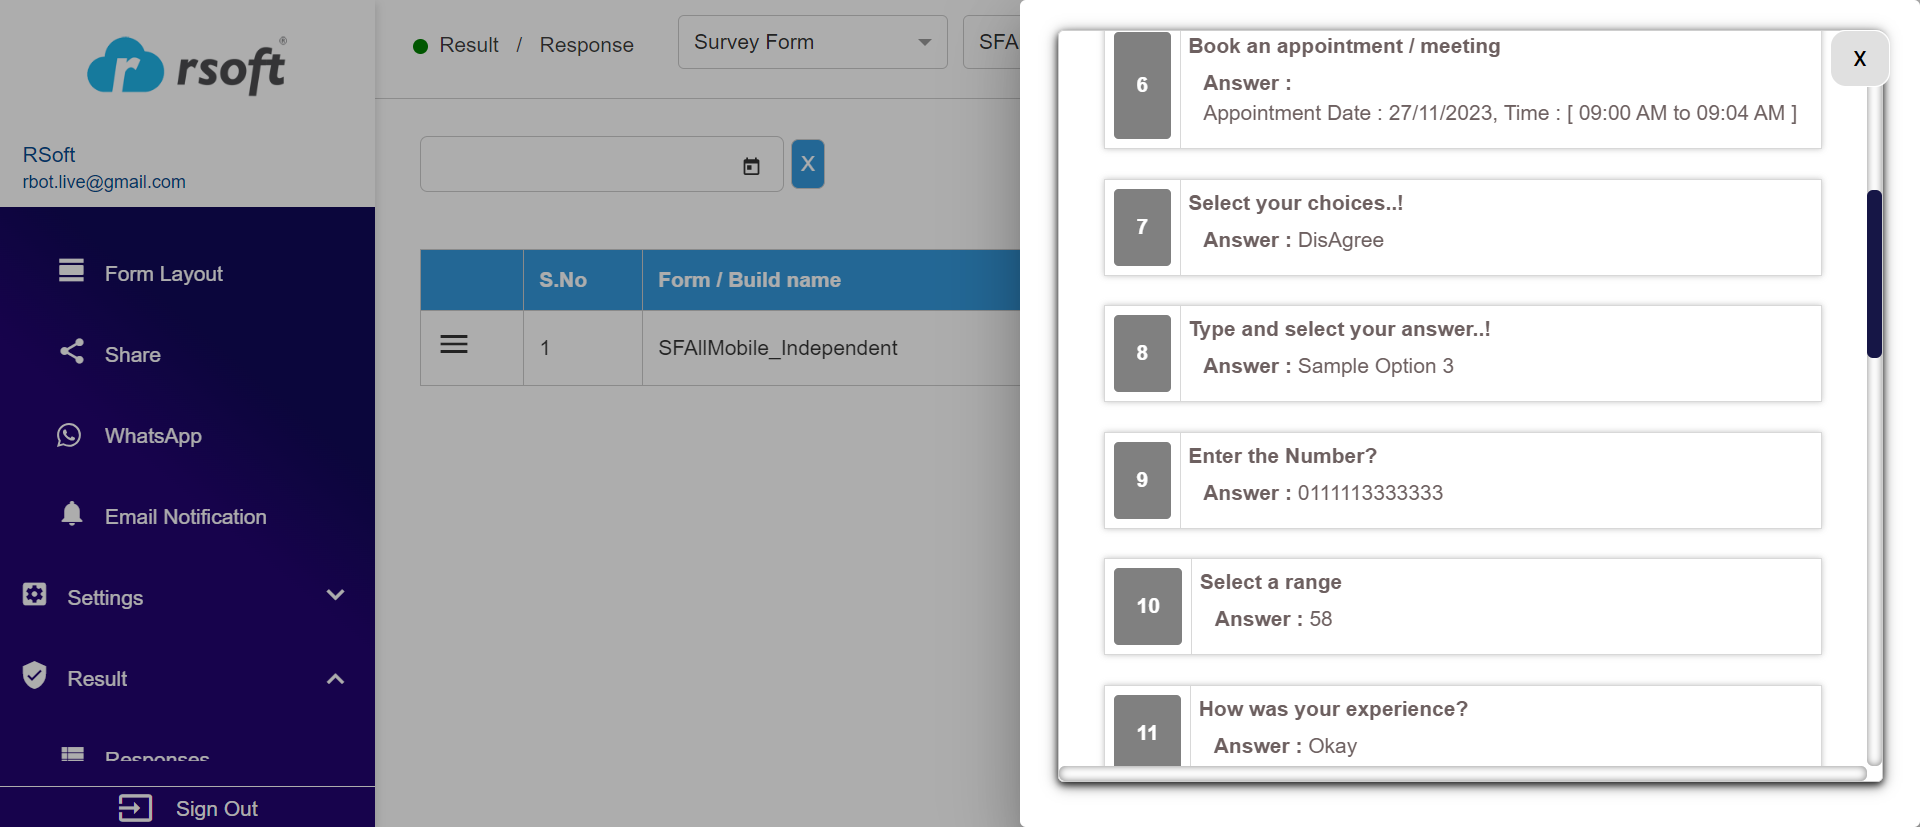 rsoft®
RSoft
rbot.live@gmail.com
Form Layout
Share
WhatsApp
Email Notification
Settings
Result
Responses
Sign Out
Result / Response
Survey Form
SFA
X
S.No Form / Build name
1 SFAllMobile_Independent
X
6 Book an appointment / meeting
Answer :
Appointment Date : 27/11/2023, Time : [ 09:00 AM to 09:04 AM ]
7 Select your choices..!
Answer : DisAgree
8 Type and select your answer..!
Answer : Sample Option 3
9 Enter the Number?
Answer : 0111113333333
10 Select a range
Answer : 58
11 How was your experience?
Answer : Okay